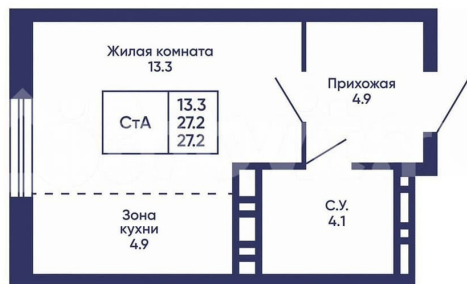 Жилая комната
13.3
Прихожая
4.9
СтА
13.3
27.2
27.2
Зона
кухни
4.9
С.У.
4.1